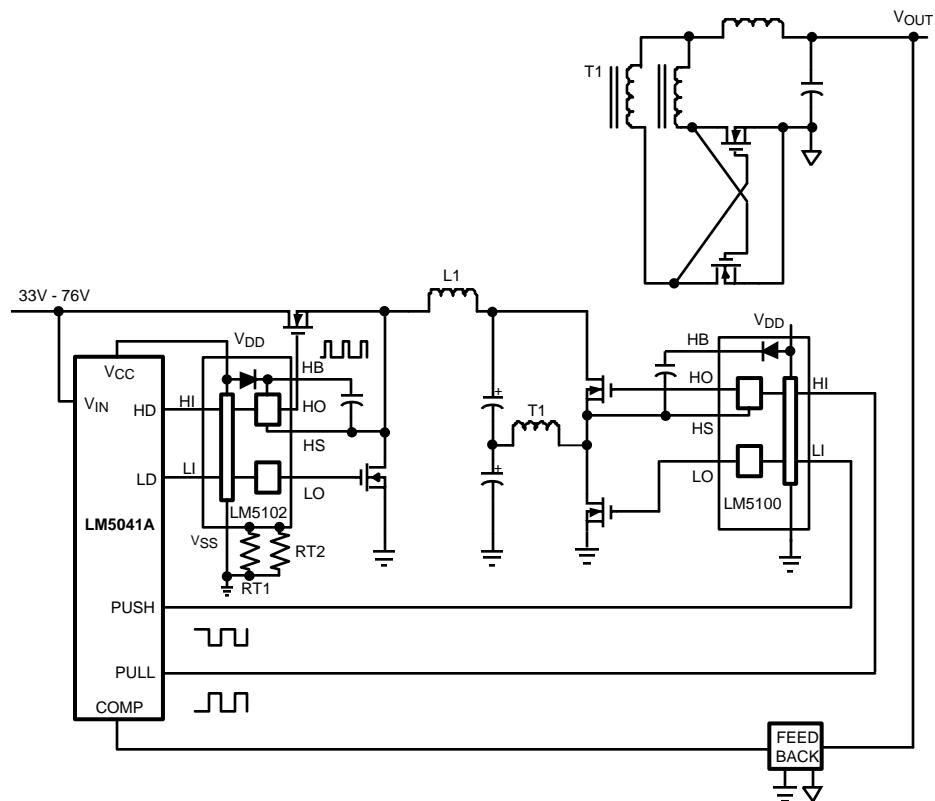 VOUT
T1
L1
33V - 76V
VDD
VDD
HB
HB
VCC
VIN
HD
HI
HO
HO
HI
HS
HS
LD
LI
LO
LO
LI
LM5041A
LM5102
LM5100
VSS
RT2
RT1
T1
PUSH
PULL
COMP
FEED
BACK